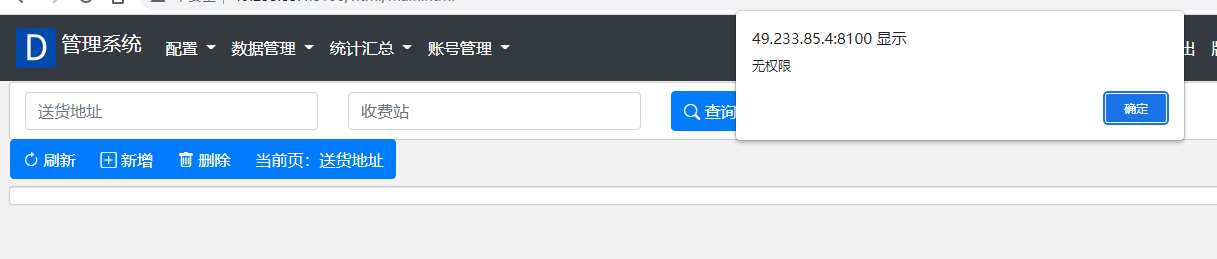 49.233.85.4:8100 显示
无权限
确定
D 管理系统 配置 数据管理 统计汇总 账号管理 出
送货地址 收费站 查询
刷新 新增 删除 当前页：送货地址